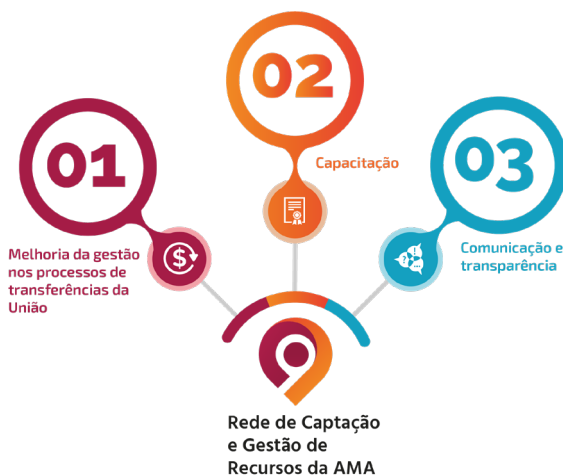 01
Melhoria da gestão
nos processos de
transferências da
União
$
02
Capacitação
03
Comunicação e
transparência
Rede de Captação
e Gestão de
Recursos da AMA